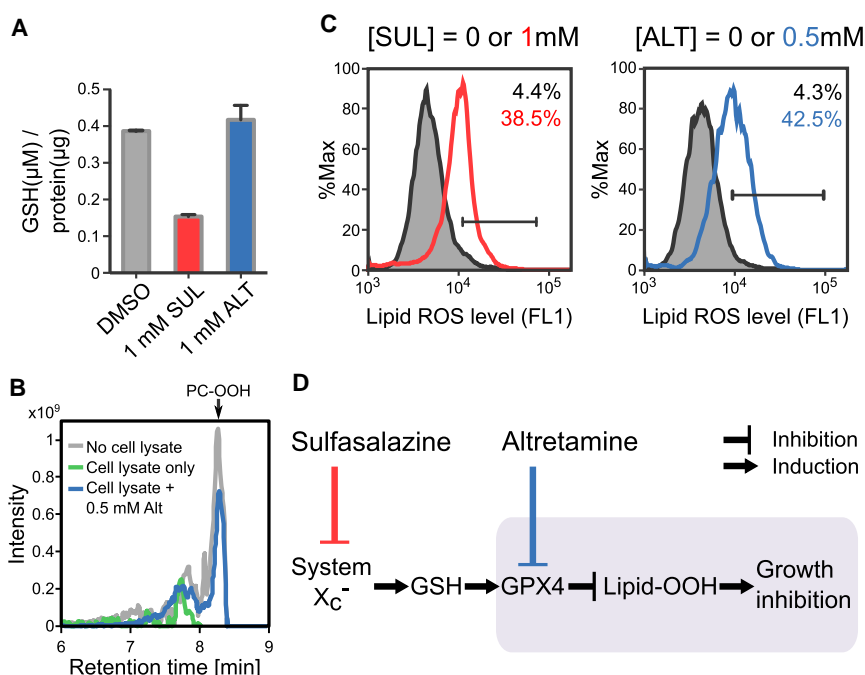 A
GSH(µM) /
protein(µg)
0.5
0.4
0.3
0.2
0.1
0
DMSO
1 mM SUL
1 mM ALT
C
[SUL] = 0 or 1mM
%Max
100
80
60
40
20
0
4.4%
38.5%
10³
10⁴
10⁵
Lipid ROS level (FL1)
[ALT] = 0 or 0.5mM
%Max
100
80
60
40
20
0
4.3%
42.5%
10³
10⁴
10⁵
Lipid ROS level (FL1)
B
PC-OOH
x10⁹
Intensity
1
0.8
0.6
0.4
0.2
0
No cell lysate
Cell lysate only
Cell lysate +
0.5 mM Alt
6
7
8
9
Retention time [min]
D
Sulfasalazine
Altretamine
Inhibition
Induction
System
Xc⁻
GSH
GPX4
Lipid-OOH
Growth
inhibition